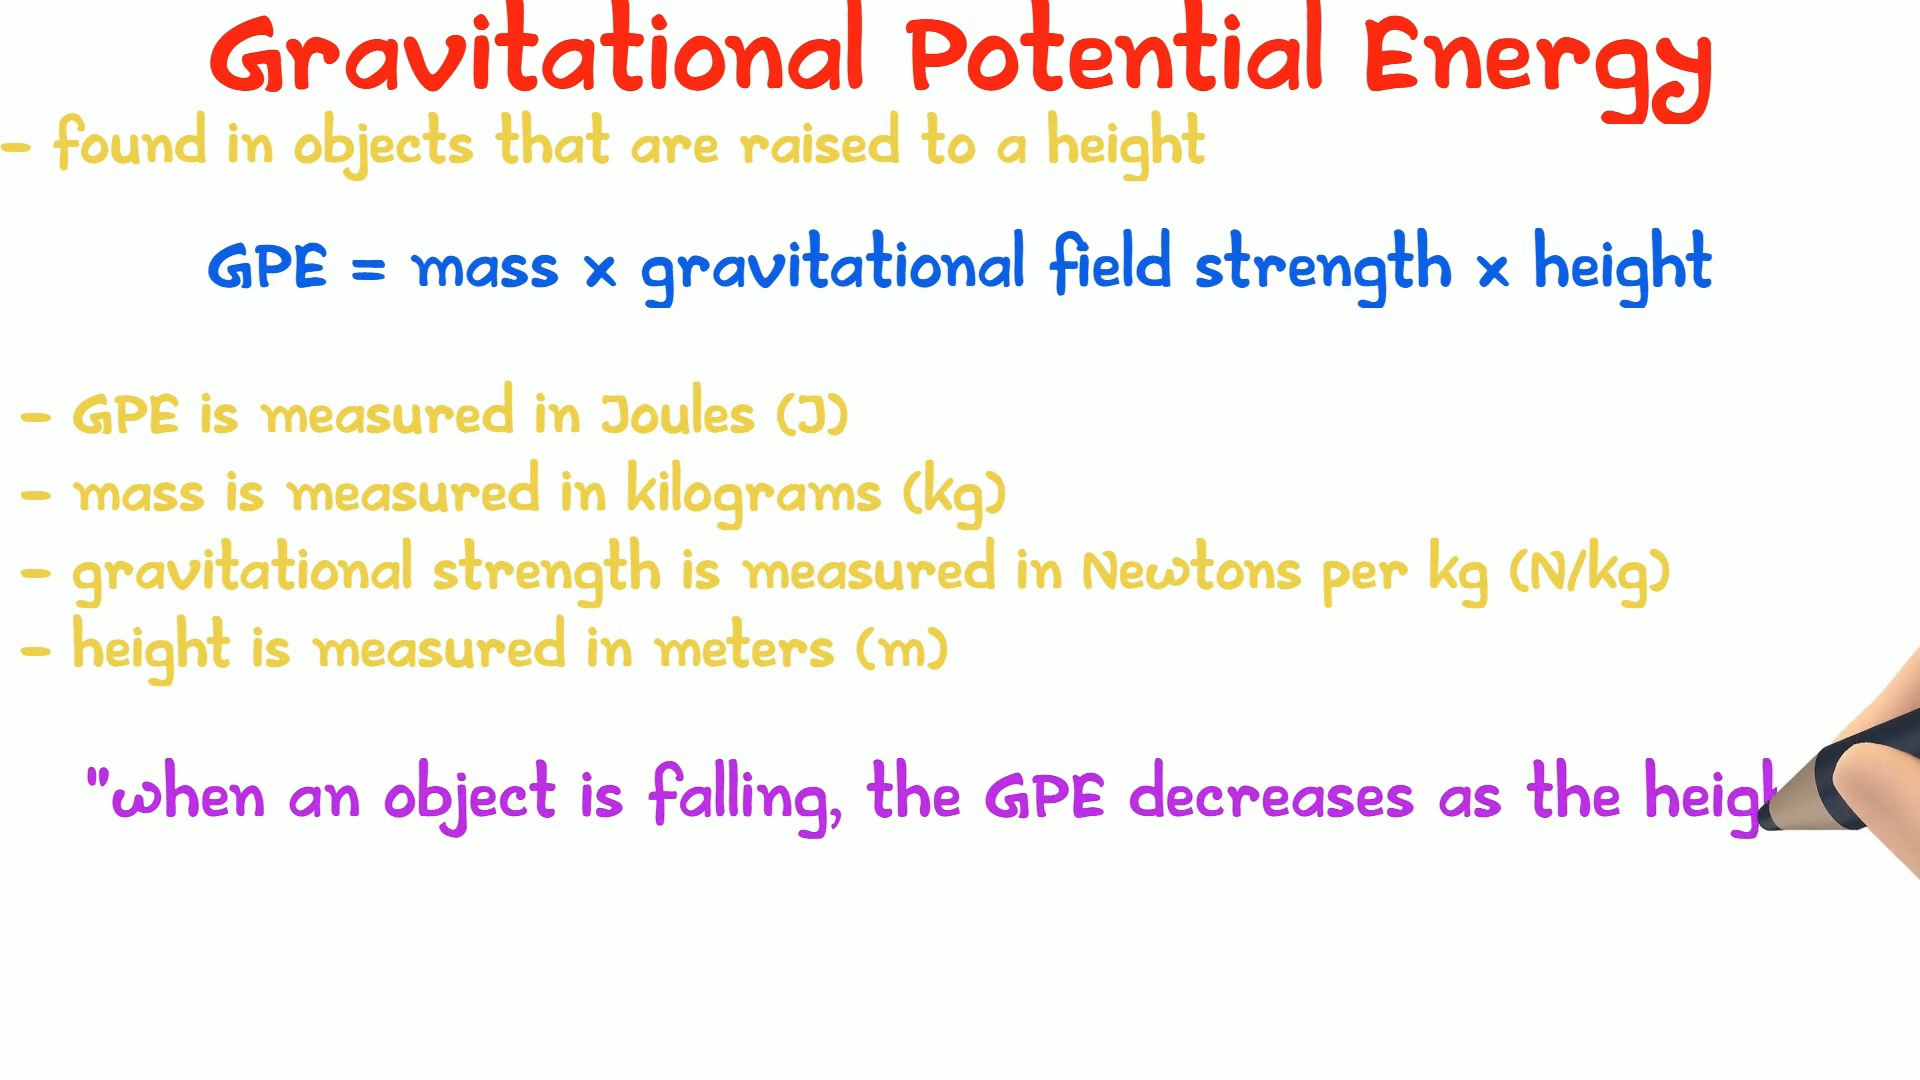 Gravitational Potential Energy
- found in objects that are raised to a height
GPE = mass x gravitational field strength x height
- GPE is measured in Joules (J)
- mass is measured in kilograms (kg)
- gravitational strength is measured in Newtons per kg (N/kg)
- height is measured in meters (m)
"when an object is falling, the GPE decreases as the heigh